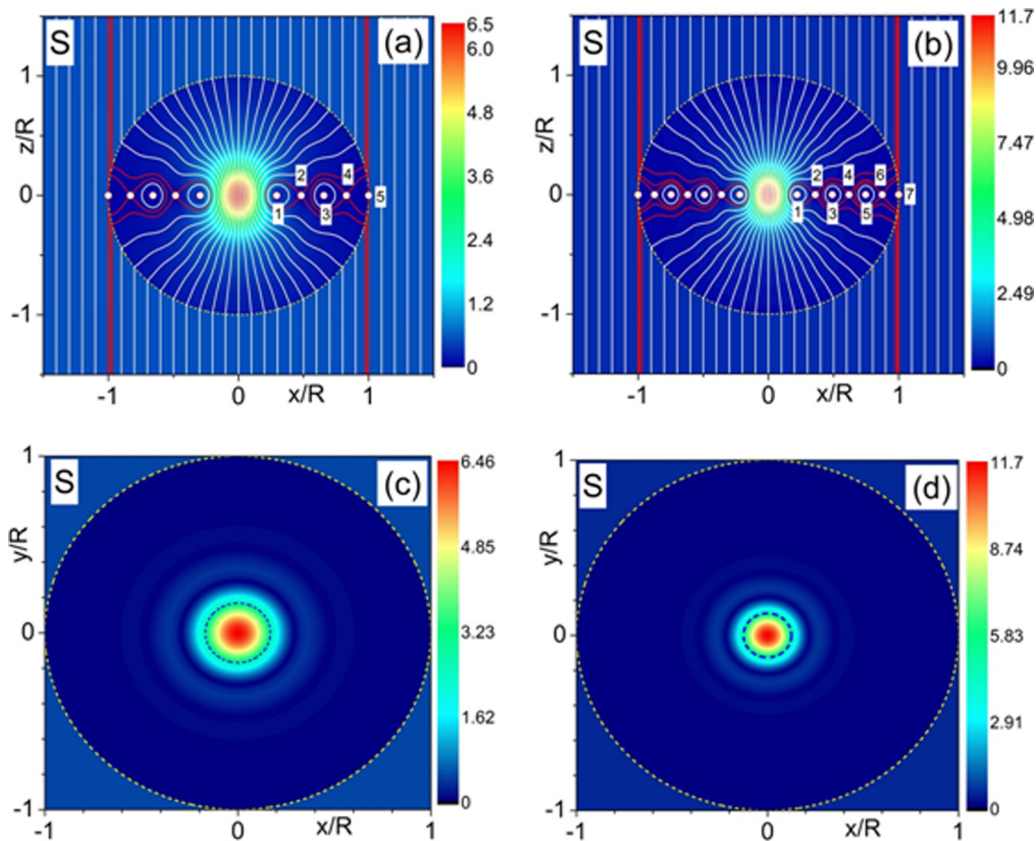 S (a) 6.5
6.0
4.8
3.6
2.4
1.2
0
z/R
1
0
-1
2 4
1 3 5
-1 0 x/R 1
S (b) 11.7
9.96
7.47
4.98
2.49
0
z/R
1
0
-1
2 4 6
1 3 5 7
-1 0 x/R 1
S (c) 6.46
4.85
3.23
1.62
0
y/R
1
0
-1
-1 0 x/R 1
S (d) 11.7
8.74
5.83
2.91
0
y/R
1
0
-1
-1 0 x/R 1